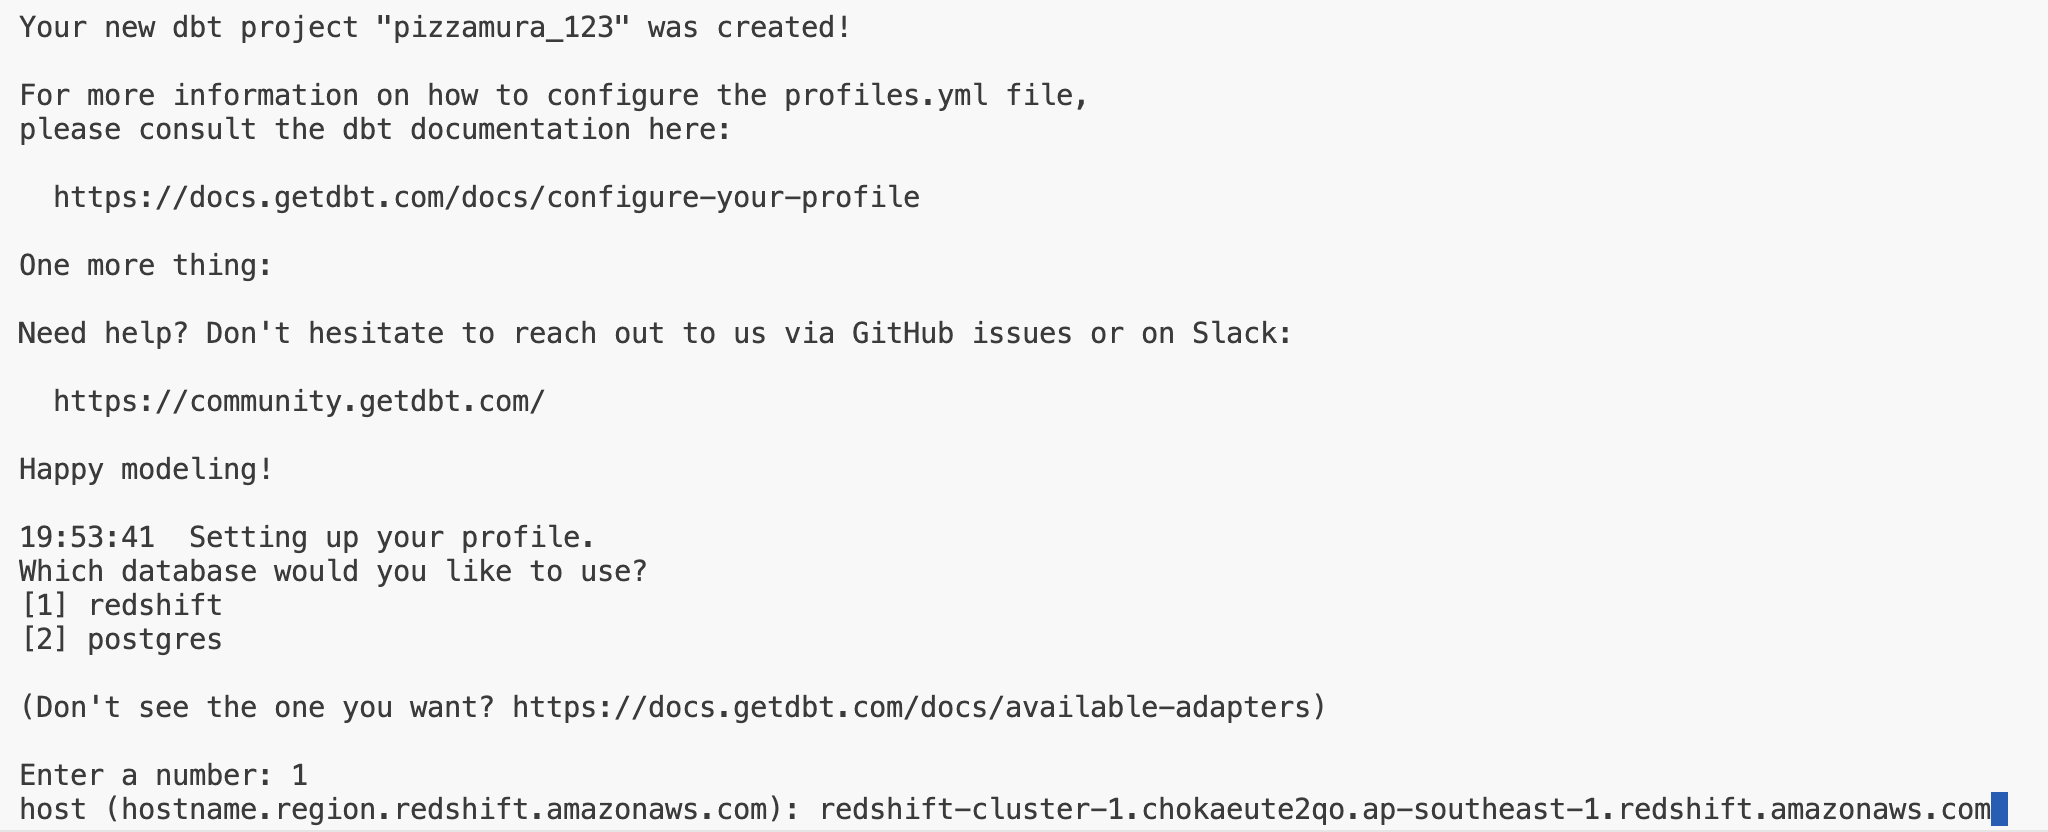 Your new dbt project "pizzamura_123" was created!
For more information on how to configure the profiles.yml file,
please consult the dbt documentation here:
https://docs.getdbt.com/docs/configure-your-profile
One more thing:
Need help? Don't hesitate to reach out to us via GitHub issues or on Slack:
https://community.getdbt.com/
Happy modeling!
19:53:41  Setting up your profile.
Which database would you like to use?
[1] redshift
[2] postgres
(Don't see the one you want? https://docs.getdbt.com/docs/available-adapters)
Enter a number: 1
host (hostname.region.redshift.amazonaws.com): redshift-cluster-1.chokaeute2qo.ap-southeast-1.redshift.amazonaws.com